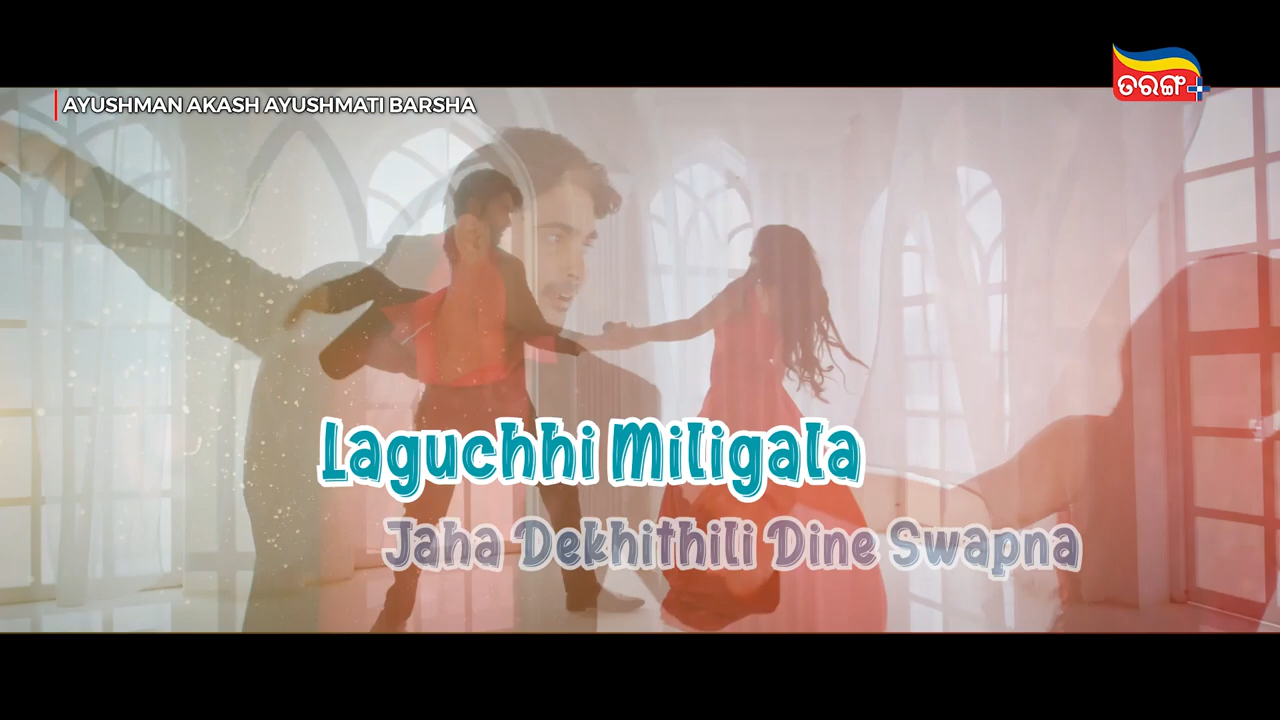 AYUSHMAN AKASH AYUSHMATI BARSHA
ତରଙ୍ଗ+
Laguchhi Miligala
Jaha Dekhithili Dine Swapna